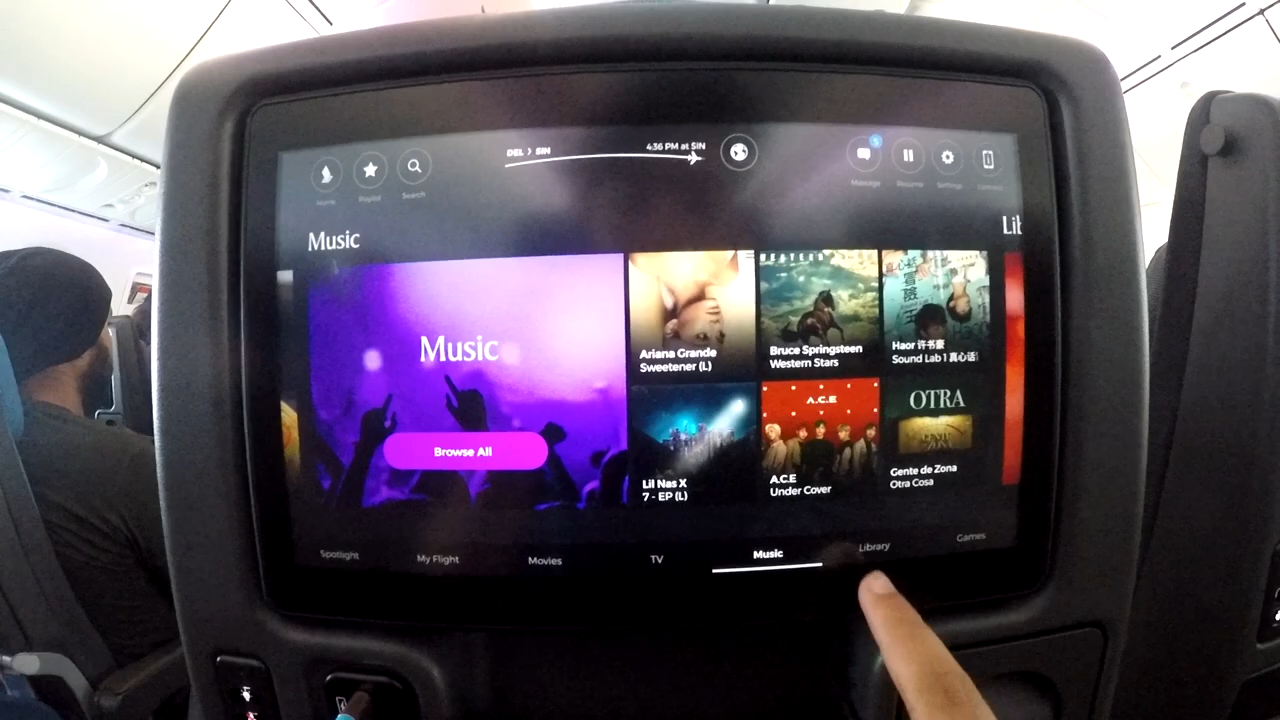 DEL > SIN
4:36 PM at SIN
Home
Playlist
Search
Message
Resume
Settings
Music
Lib
Music
Browse All
Ariana Grande
Sweetener (L)
WESTERN
Bruce Springsteen
Western Stars
Haor 许书豪
Sound Lab 1 真心话
Lil Nas X
7 - EP (L)
A.C.E
A.C.E
Under Cover
OTRA
Gente de Zona
Otra Cosa
Spotlight
My Flight
Movies
TV
Music
Library
Games